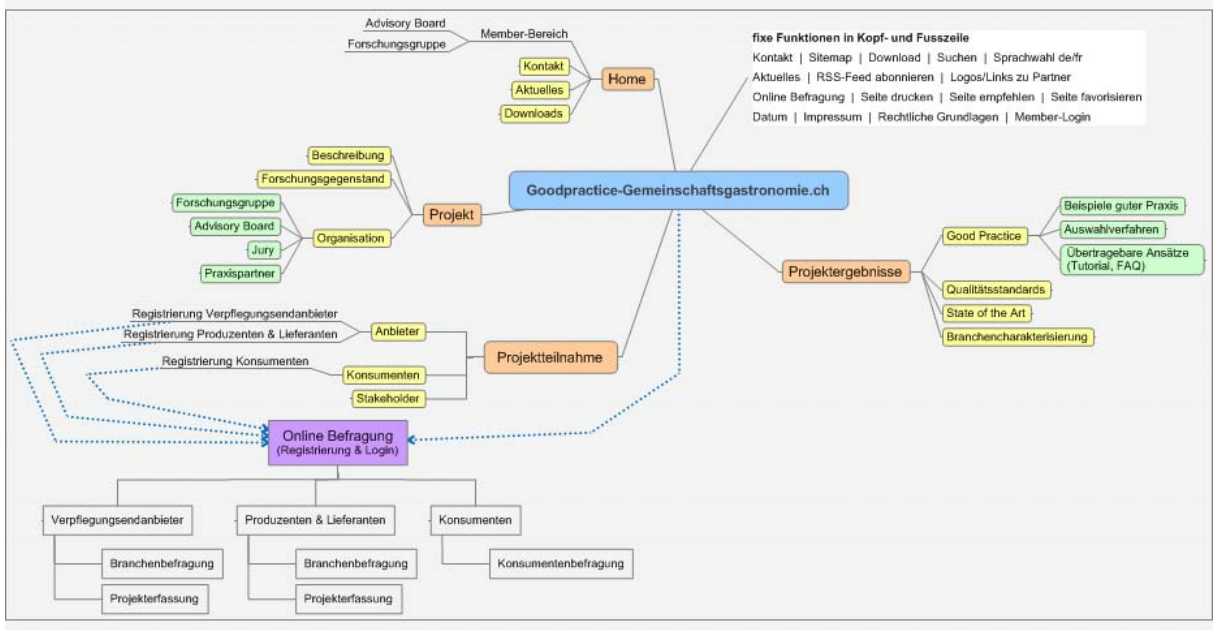 Advisory Board
Forschungsgruppe
Member-Bereich
Kontakt
Aktuelles
Downloads
Home
fixe Funktionen in Kopf- und Fusszeile
Kontakt | Sitemap | Download | Suchen | Sprachwahl de/fr
Aktuelles | RSS-Feed abonnieren | Logos/Links zu Partner
Online Befragung | Seite drucken | Seite empfehlen | Seite favorisieren
Datum | Impressum | Rechtliche Grundlagen | Member-Login
Goodpractice-Gemeinschaftsgastronomie.ch
Beschreibung
Forschungsgegenstand
Forschungsgruppe
Advisory Board
Jury
Praxispartner
Organisation
Projekt
Beispiele guter Praxis
Auswahlverfahren
Übertragbare Ansätze
(Tutorial, FAQ)
Good Practice
Qualitätsstandards
State of the Art
Branchencharakterisierung
Projektergebnisse
Registrierung Verpflegungsendanbieter
Registrierung Produzenten & Lieferanten
Anbieter
Registrierung Konsumenten
Konsumenten
Stakeholder
Projektteilnahme
Online Befragung
(Registrierung & Login)
Verpflegungsendanbieter
Branchenbefragung
Projekterfassung
Produzenten & Lieferanten
Branchenbefragung
Projekterfassung
Konsumenten
Konsumentenbefragung